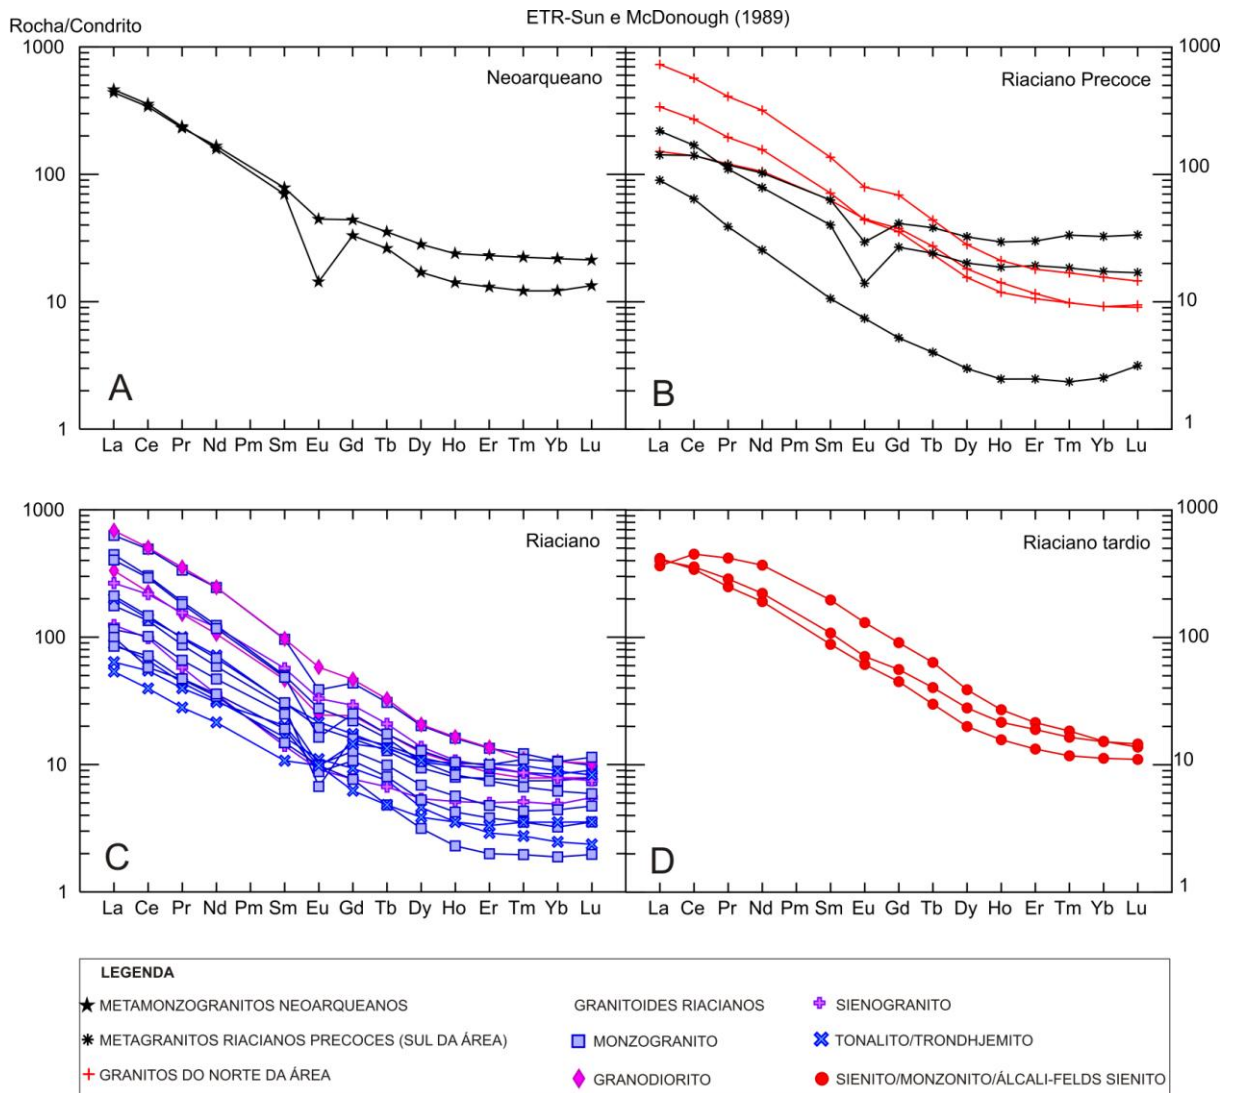 ETR-Sun e McDonough (1989)
Rocha/Condrito
1000
100
10
1
Neoarqueano
A
La Ce Pr Nd Pm Sm Eu Gd Tb Dy Ho Er Tm Yb Lu
1000
100
10
1
Riaciano Precoce
B
La Ce Pr Nd Pm Sm Eu Gd Tb Dy Ho Er Tm Yb Lu
1000
100
10
1
Riaciano
C
La Ce Pr Nd Pm Sm Eu Gd Tb Dy Ho Er Tm Yb Lu
1000
100
10
1
Riaciano tardio
D
La Ce Pr Nd Pm Sm Eu Gd Tb Dy Ho Er Tm Yb Lu
LEGENDA
METAMONZOGRANITOS NEOARQUEANOS
METAGRANITOS RIACIANOS PRECOCES (SUL DA ÁREA)
GRANITOS DO NORTE DA ÁREA
GRANITOIDES RIACIANOS
MONZOGRANITO
GRANODIORITO
SIENOGRANITO
TONALITO/TRONDHJEMITO
SIENITO/MONZONITO/ÁLCALI-FELDS SIENITO